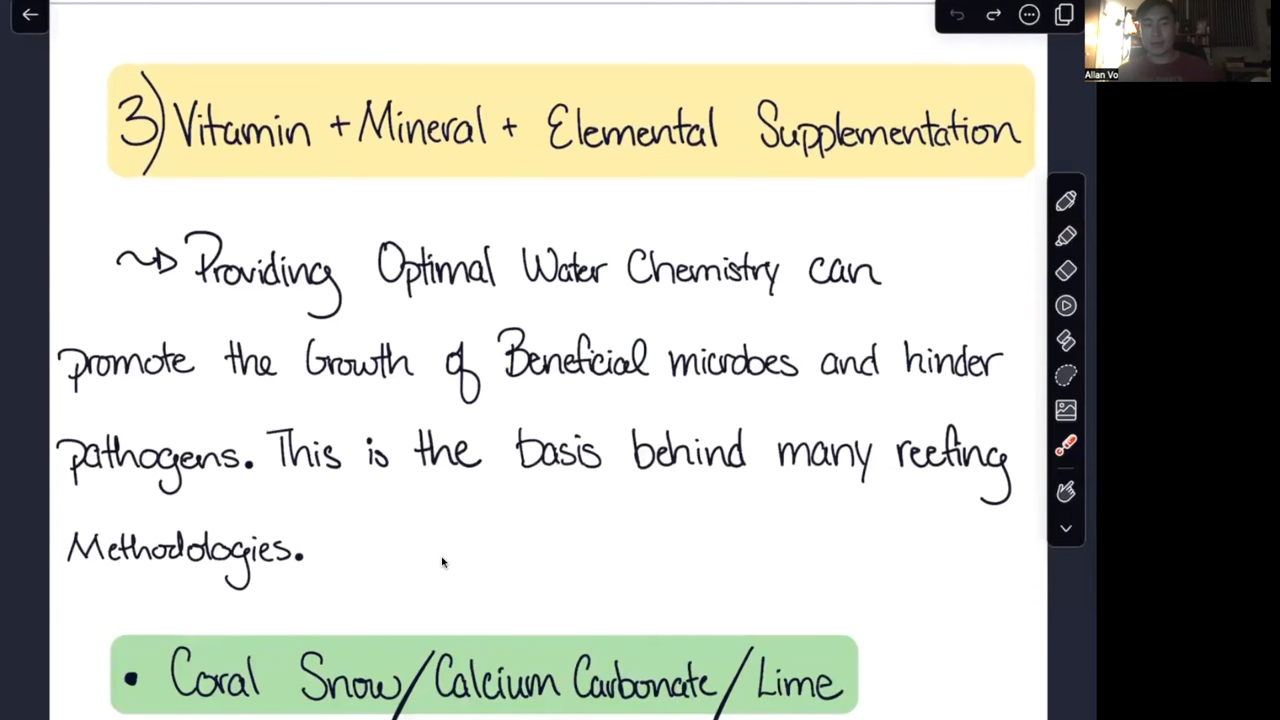 Allan Vo
3) Vitamin + Mineral + Elemental Supplementation
Providing Optimal Water Chemistry can
promote the Growth of Beneficial microbes and hinder
pathogens. This is the basis behind many reefing
Methodologies.
• Coral Snow/Calcium Carbonate/Lime